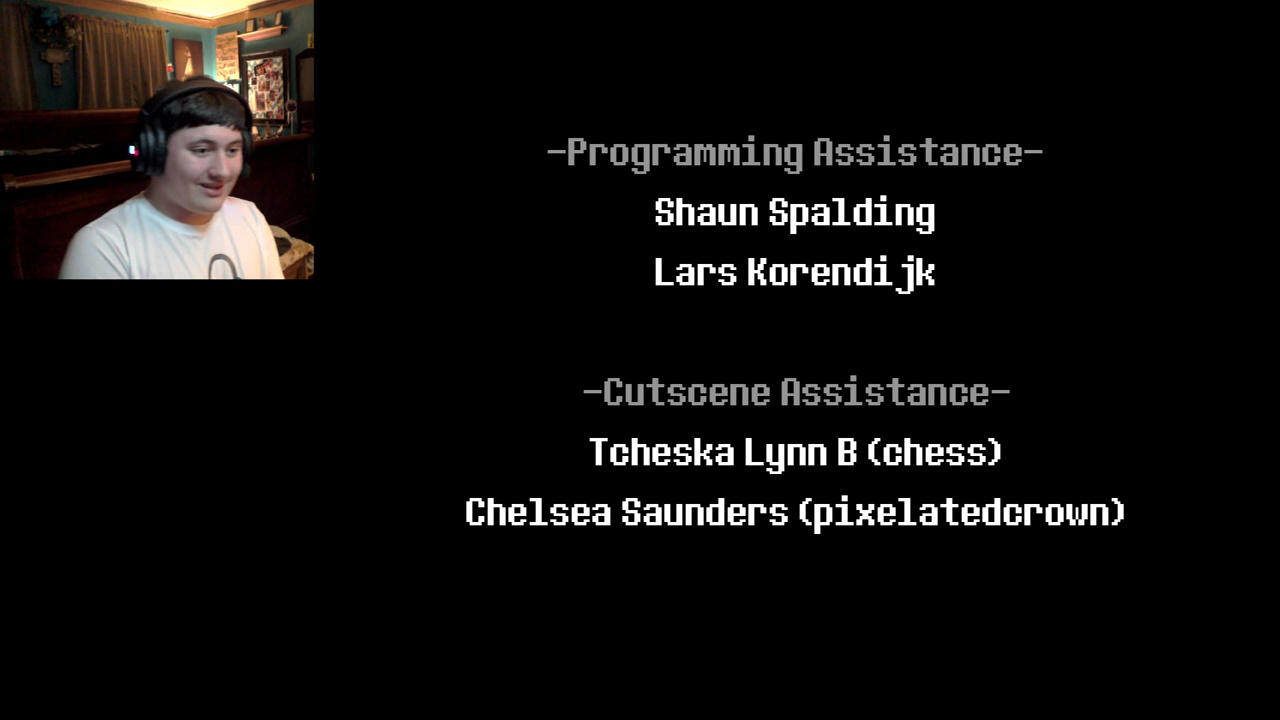 -Programming Assistance-
Shaun Spalding
Lars Korendijk
-Cutscene Assistance-
Tcheska Lynn B (chess)
Chelsea Saunders (pixelatedcrown)